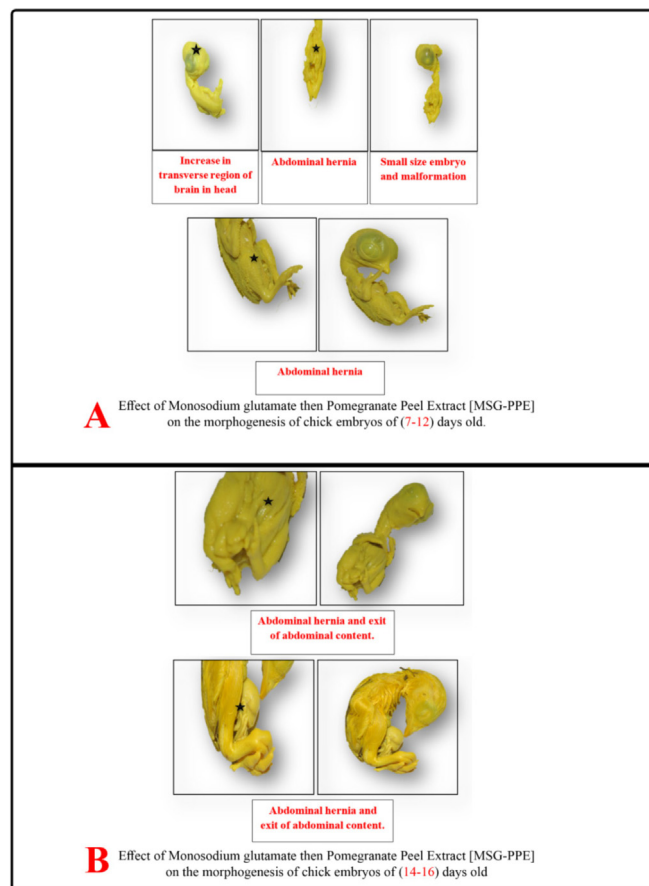 Increase in
transverse region of
brain in head
Abdominal hernia
Small size embryo
and malformation
Abdominal hernia
A
Effect of Monosodium glutamate then Pomegranate Peel Extract [MSG-PPE]
on the morphogenesis of chick embryos of (7-12) days old.
Abdominal hernia and exit
of abdominal content.
Abdominal hernia and
exit of abdominal content.
B
Effect of Monosodium glutamate then Pomegranate Peel Extract [MSG-PPE]
on the morphogenesis of chick embryos of (14-16) days old